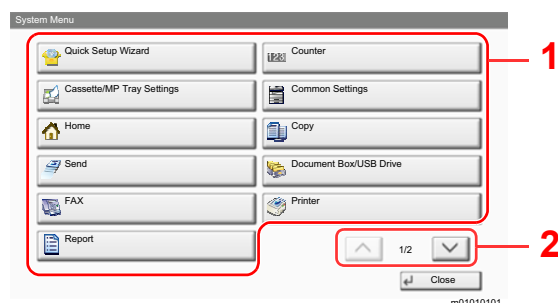 System Menu
Quick Setup Wizard
Counter
1
Cassette/MP Tray Settings
Common Settings
Home
Copy
Send
Document Box/USB Drive
FAX
Printer
Report
1/2
2
Close
m01010101